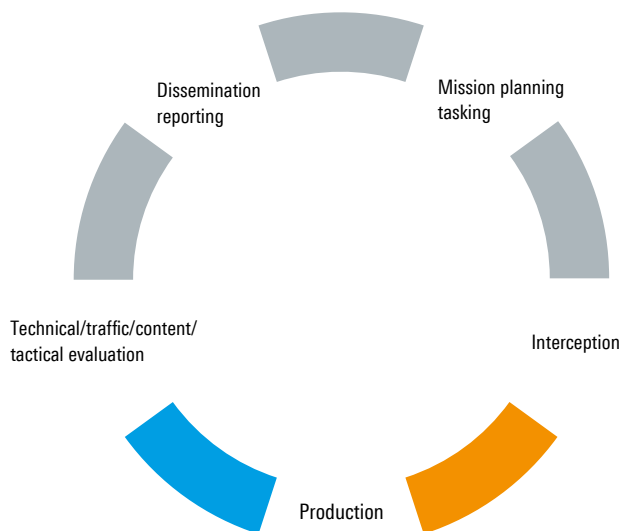 Dissemination
reporting
Mission planning
tasking
Technical/traffic/content/
tactical evaluation
Interception
Production